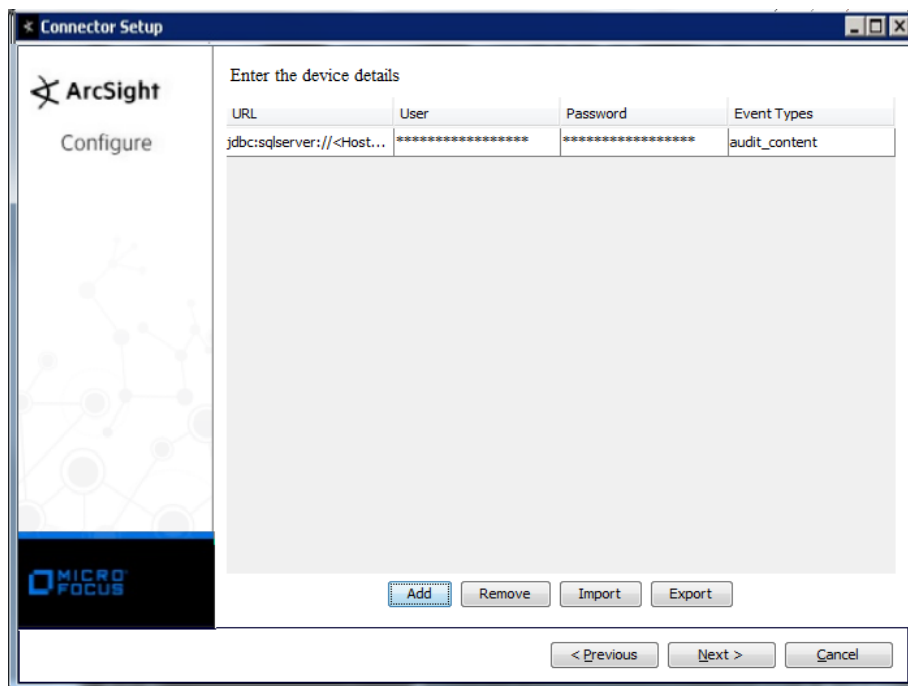 Connector Setup
ArcSight
Configure
Enter the device details
URL User Password Event Types
jdbc:sqlserver://<Host... ***************** ***************** audit_content
MICRO
FOCUS
Add Remove Import Export
< Previous Next > Cancel